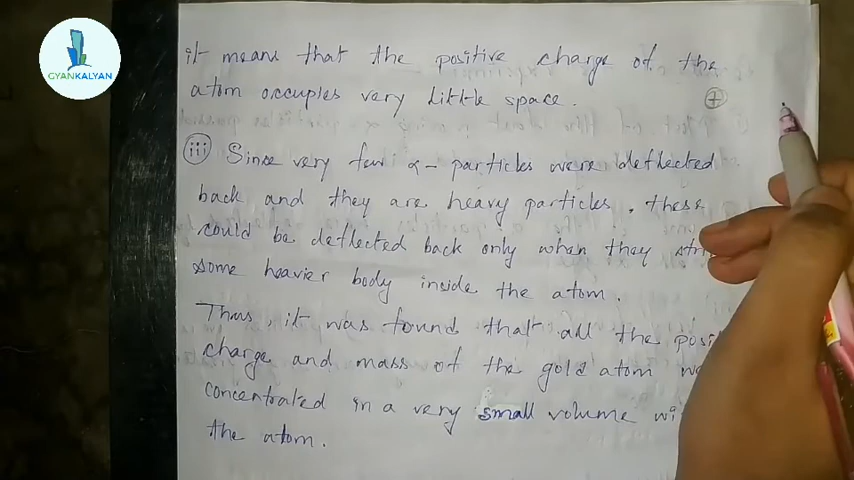 GYANKALYAN
it means that the positive charge of the
atom occupies very little space.
+
iii Since very few α- particles were deflected
back and they are heavy particles. These
could be deflected back only when they
some heavier body inside the atom.
Thus, it was found that all the
charge and mass of the gold atom
concentrated in a very small volume
the atom.